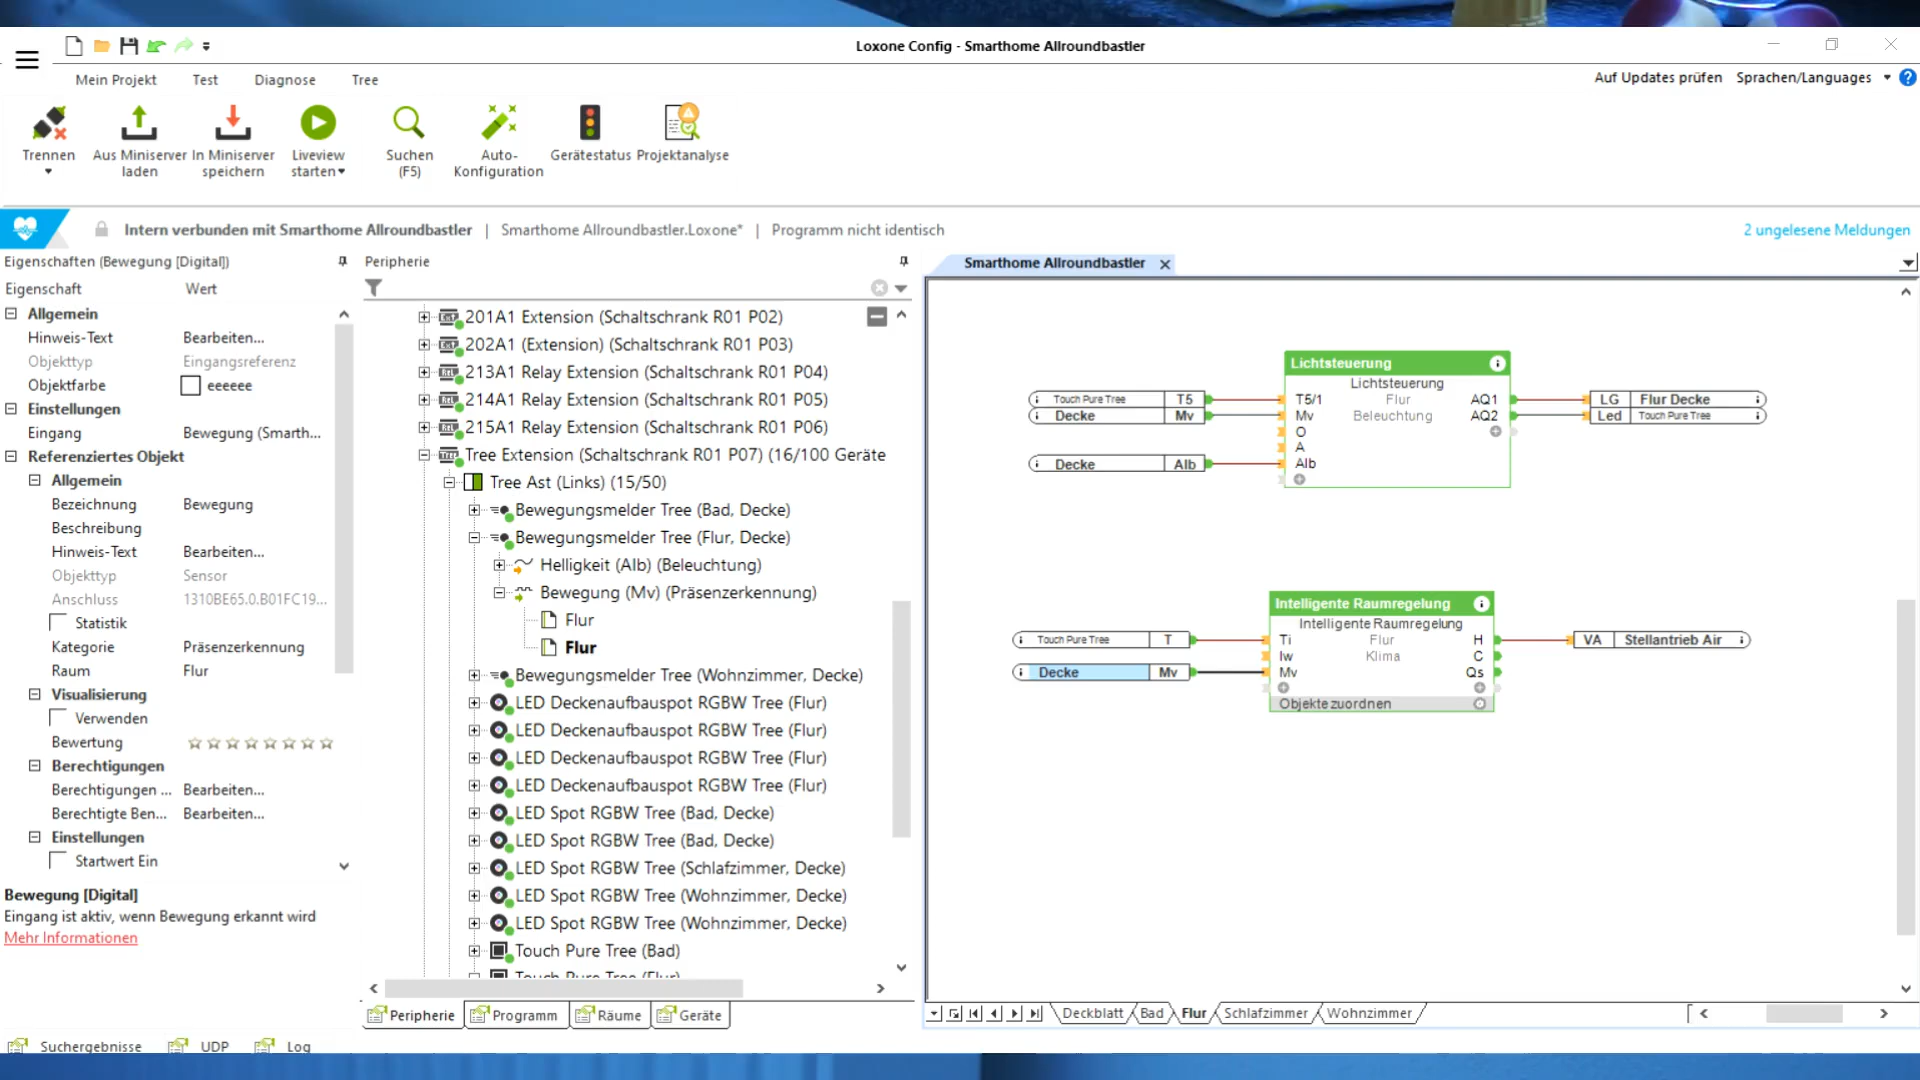 Loxone Config - Smarthome Allroundbastler
Mein Projekt
Test
Diagnose
Tree
Auf Updates prüfen
Sprachen/Languages
Trennen
Aus Miniserver laden
In Miniserver speichern
Liveview starten
Suchen (F5)
Auto-Konfiguration
Gerätestatus
Projektanalyse
Intern verbunden mit Smarthome Allroundbastler | Smarthome Allroundbastler.Loxone* | Programm nicht identisch
2 ungelesene Meldungen
Eigenschaften (Bewegung [Digital])
Eigenschaft Wert
Allgemein
Hinweis-Text Bearbeiten...
Objekttyp Eingangsreferenz
Objektfarbe eeeeee
Einstellungen
Eingang Bewegung (Smarth...
Referenziertes Objekt
Allgemein
Bezeichnung Bewegung
Beschreibung
Hinweis-Text Bearbeiten...
Objekttyp Sensor
Anschluss 1310BE65.0.B01FC19...
Statistik
Kategorie Präsenzerkennung
Raum Flur
Visualisierung
Verwenden
Bewertung
Berechtigungen
Berechtigungen ... Bearbeiten...
Berechtigte Ben... Bearbeiten...
Einstellungen
Startwert Ein
Bewegung [Digital]
Eingang ist aktiv, wenn Bewegung erkannt wird
Mehr Informationen
Peripherie
201A1 Extension (Schaltschrank R01 P02)
202A1 (Extension) (Schaltschrank R01 P03)
213A1 Relay Extension (Schaltschrank R01 P04)
214A1 Relay Extension (Schaltschrank R01 P05)
215A1 Relay Extension (Schaltschrank R01 P06)
Tree Extension (Schaltschrank R01 P07) (16/100 Geräte
Tree Ast (Links) (15/50)
Bewegungsmelder Tree (Bad, Decke)
Bewegungsmelder Tree (Flur, Decke)
Helligkeit (Alb) (Beleuchtung)
Bewegung (Mv) (Präsenzerkennung)
Flur
Flur
Bewegungsmelder Tree (Wohnzimmer, Decke)
LED Deckenaufbauspot RGBW Tree (Flur)
LED Deckenaufbauspot RGBW Tree (Flur)
LED Deckenaufbauspot RGBW Tree (Flur)
LED Deckenaufbauspot RGBW Tree (Flur)
LED Spot RGBW Tree (Bad, Decke)
LED Spot RGBW Tree (Bad, Decke)
LED Spot RGBW Tree (Schlafzimmer, Decke)
LED Spot RGBW Tree (Wohnzimmer, Decke)
LED Spot RGBW Tree (Wohnzimmer, Decke)
Touch Pure Tree (Bad)
Touch Pure Tree (Flur)
Peripherie
Programm
Räume
Geräte
Suchergebnisse
UDP
Log
Smarthome Allroundbastler
Lichtsteuerung
Lichtsteuerung
Touch Pure Tree T5 T5/1 Flur AQ1 LG Flur Decke
Decke Mv Mv Beleuchtung AQ2 Led Touch Pure Tree
O
A
Decke Alb Alb
Intelligente Raumregelung
Intelligente Raumregelung
Touch Pure Tree T Ti Flur H VA Stellantrieb Air
Iw Klima C
Decke Mv Mv Qs
Objekte zuordnen
Deckblatt
Bad
Flur
Schlafzimmer
Wohnzimmer